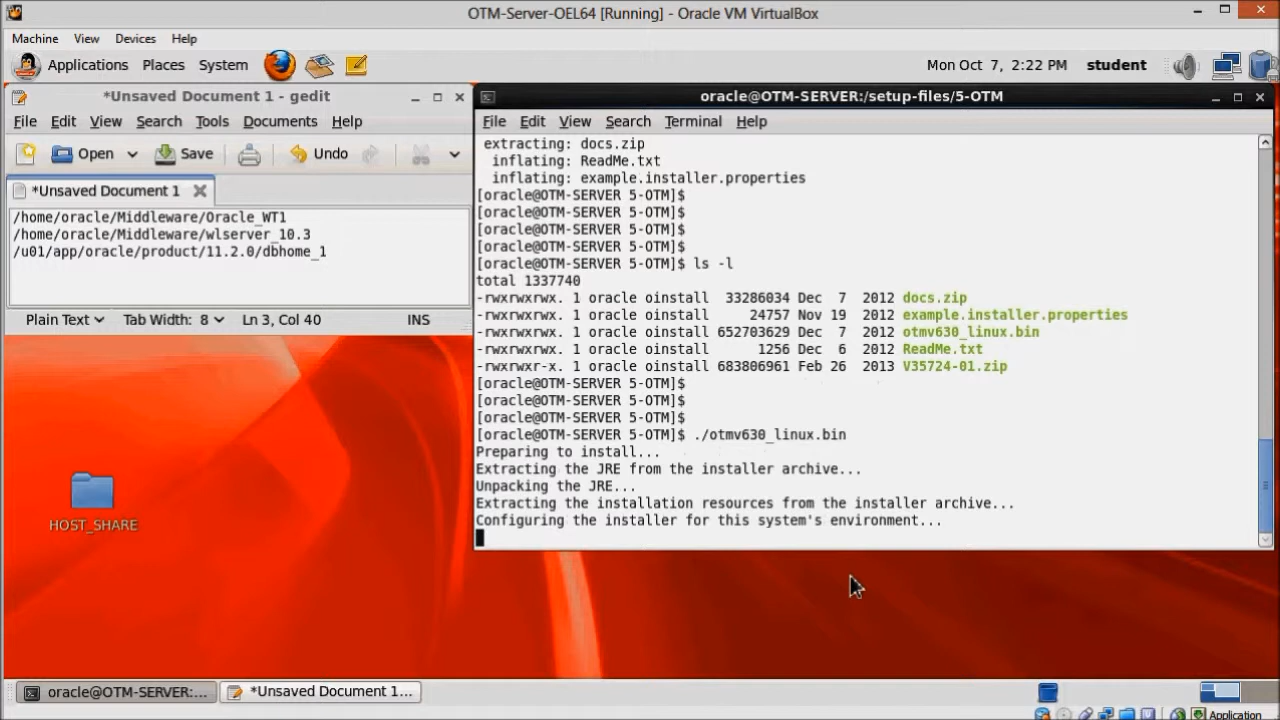 OTM-Server-OEL64 [Running] - Oracle VM VirtualBox
Machine View Devices Help
Applications Places System Mon Oct 7, 2:22 PM student
*Unsaved Document 1 - gedit
File Edit View Search Tools Documents Help
Open Save Undo
*Unsaved Document 1
/home/oracle/Middleware/Oracle_WT1
/home/oracle/Middleware/wlserver_10.3
/u01/app/oracle/product/11.2.0/dbhome_1
Plain Text Tab Width: 8 Ln 3, Col 40 INS
oracle@OTM-SERVER:/setup-files/5-OTM
File Edit View Search Terminal Help
extracting: docs.zip
inflating: ReadMe.txt
inflating: example.installer.properties
[oracle@OTM-SERVER 5-OTM]$
[oracle@OTM-SERVER 5-OTM]$
[oracle@OTM-SERVER 5-OTM]$
[oracle@OTM-SERVER 5-OTM]$
[oracle@OTM-SERVER 5-OTM]$ ls -l
total 1337740
-rwxrwxrwx. 1 oracle oinstall 33286034 Dec 7 2012 docs.zip
-rwxrwxrwx. 1 oracle oinstall 24757 Nov 19 2012 example.installer.properties
-rwxrwxrwx. 1 oracle oinstall 652703629 Dec 7 2012 otmv630_linux.bin
-rwxrwxrwx. 1 oracle oinstall 1256 Dec 6 2012 ReadMe.txt
-rwxrwxr-x. 1 oracle oinstall 683806961 Feb 26 2013 V35724-01.zip
[oracle@OTM-SERVER 5-OTM]$
[oracle@OTM-SERVER 5-OTM]$
[oracle@OTM-SERVER 5-OTM]$
[oracle@OTM-SERVER 5-OTM]$ ./otmv630_linux.bin
Preparing to install...
Extracting the JRE from the installer archive...
Unpacking the JRE...
Extracting the installation resources from the installer archive...
Configuring the installer for this system's environment...
HOST_SHARE
oracle@OTM-SERVER:... *Unsaved Document 1...
Application